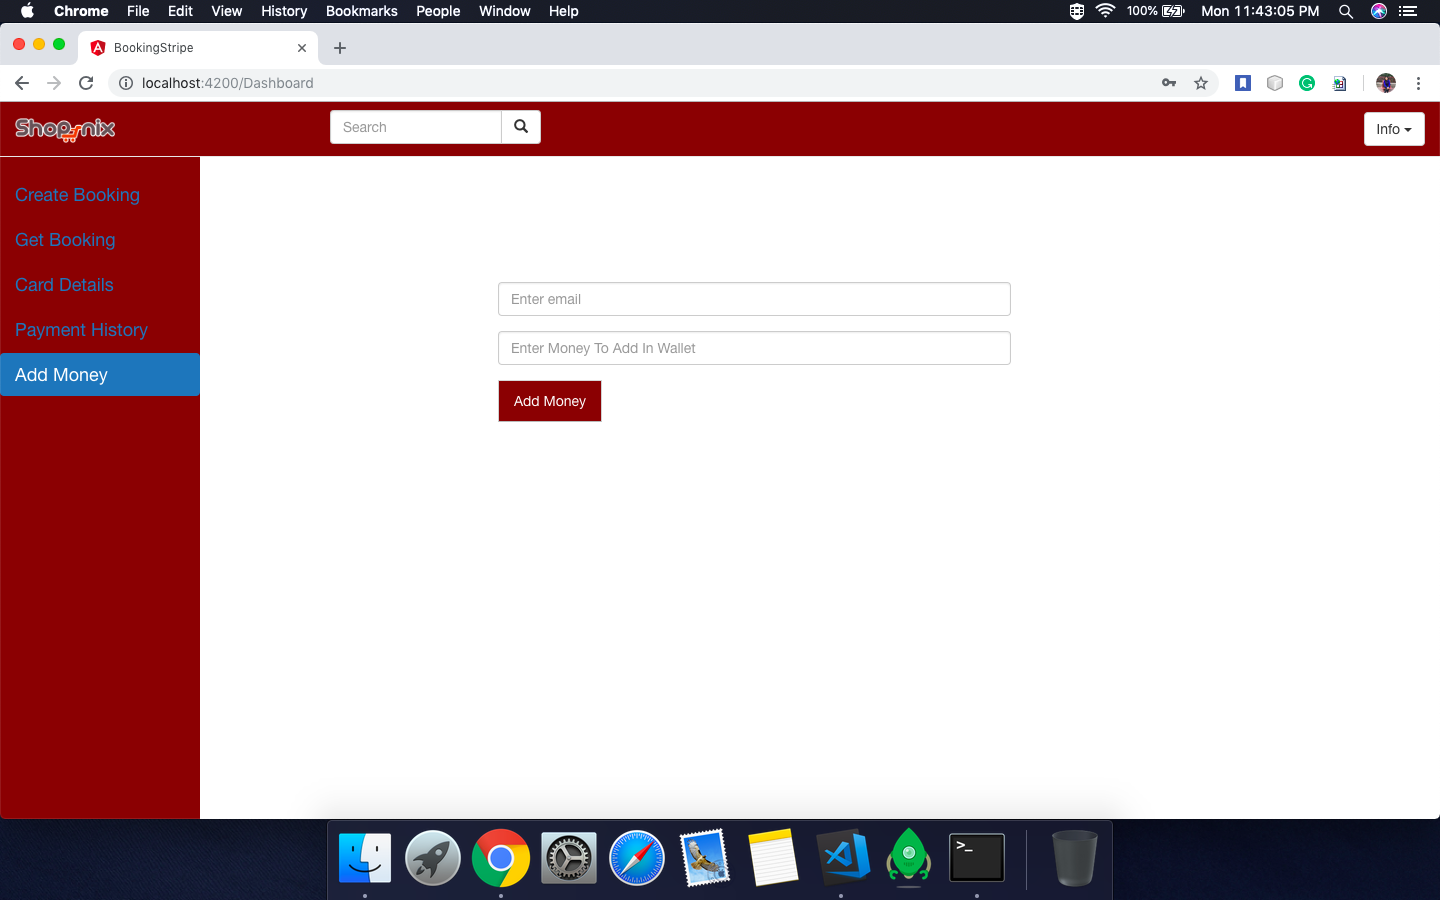 Chrome File Edit View History Bookmarks People Window Help 100% Mon 11:43:05 PM
BookingStripe
localhost:4200/Dashboard
Shopnix Search Info
Create Booking
Get Booking
Card Details
Payment History
Add Money
Enter email
Enter Money To Add In Wallet
Add Money
>_